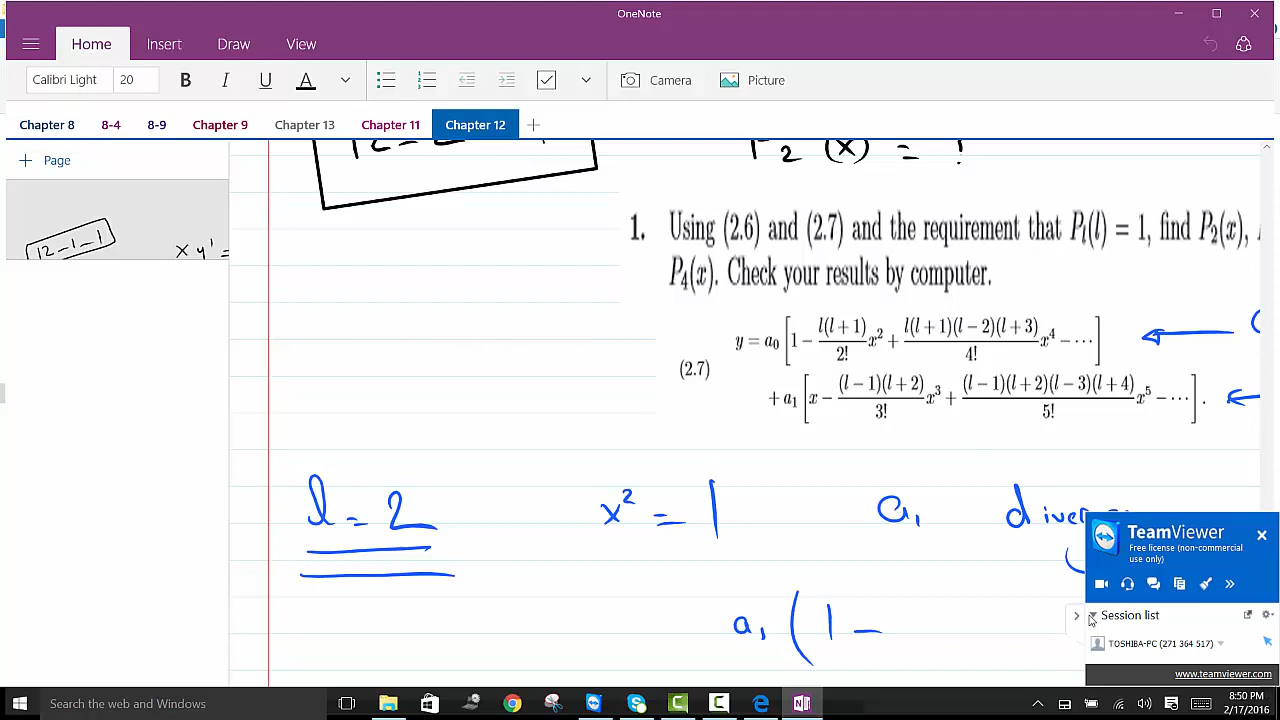 OneNote
Home Insert Draw View
Calibri Light 20 B I U A Camera Picture
Chapter 8 8-4 8-9 Chapter 9 Chapter 13 Chapter 11 Chapter 12
Page
12-1-1 x y' =
P2 (x) = ?
1. Using (2.6) and (2.7) and the requirement that Pl(l) = 1, find P2(x),
P4(x). Check your results by computer.
(2.7) y = a0 [1 − l(l + 1)/2! x² + l(l + 1)(l − 2)(l + 3)/4! x⁴ − ⋯]
+ a1 [x − (l − 1)(l + 2)/3! x³ + (l − 1)(l + 2)(l − 3)(l + 4)/5! x⁵ − ⋯].
l = 2 x² = 1 a1
a1 ( 1 −
TeamViewer
Free license (non-commercial
use only)
Session list
TOSHIBA-PC (271 364 517)
www.teamviewer.com
Search the web and Windows
8:50 PM
2/17/2016